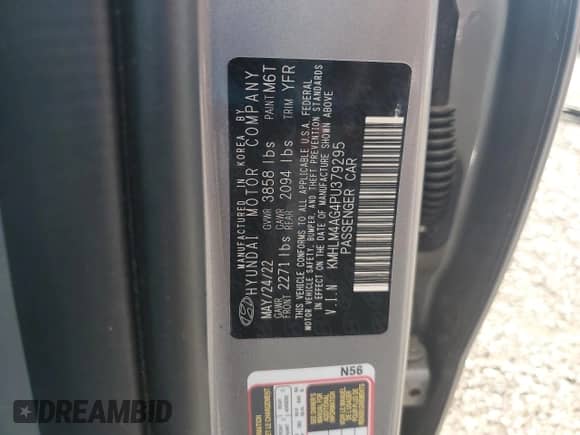 MANUFACTURED IN KOREA BY
HYUNDAI MOTOR COMPANY
MAY/24/22 GVWR 3858 lbs PAINT M6T
GAWR FRONT 2271 lbs GAWR REAR 2094 lbs TRIM YFR
THIS VEHICLE CONFORMS TO ALL APPLICABLE U.S.A. FEDERAL
MOTOR VEHICLE SAFETY, BUMPER, AND THEFT PREVENTION STANDARDS
IN EFFECT ON THE DATE OF MANUFACTURE SHOWN ABOVE
V.I.N KMHLM4AG4PU379295
PASSENGER CAR
N56
DREAMBID